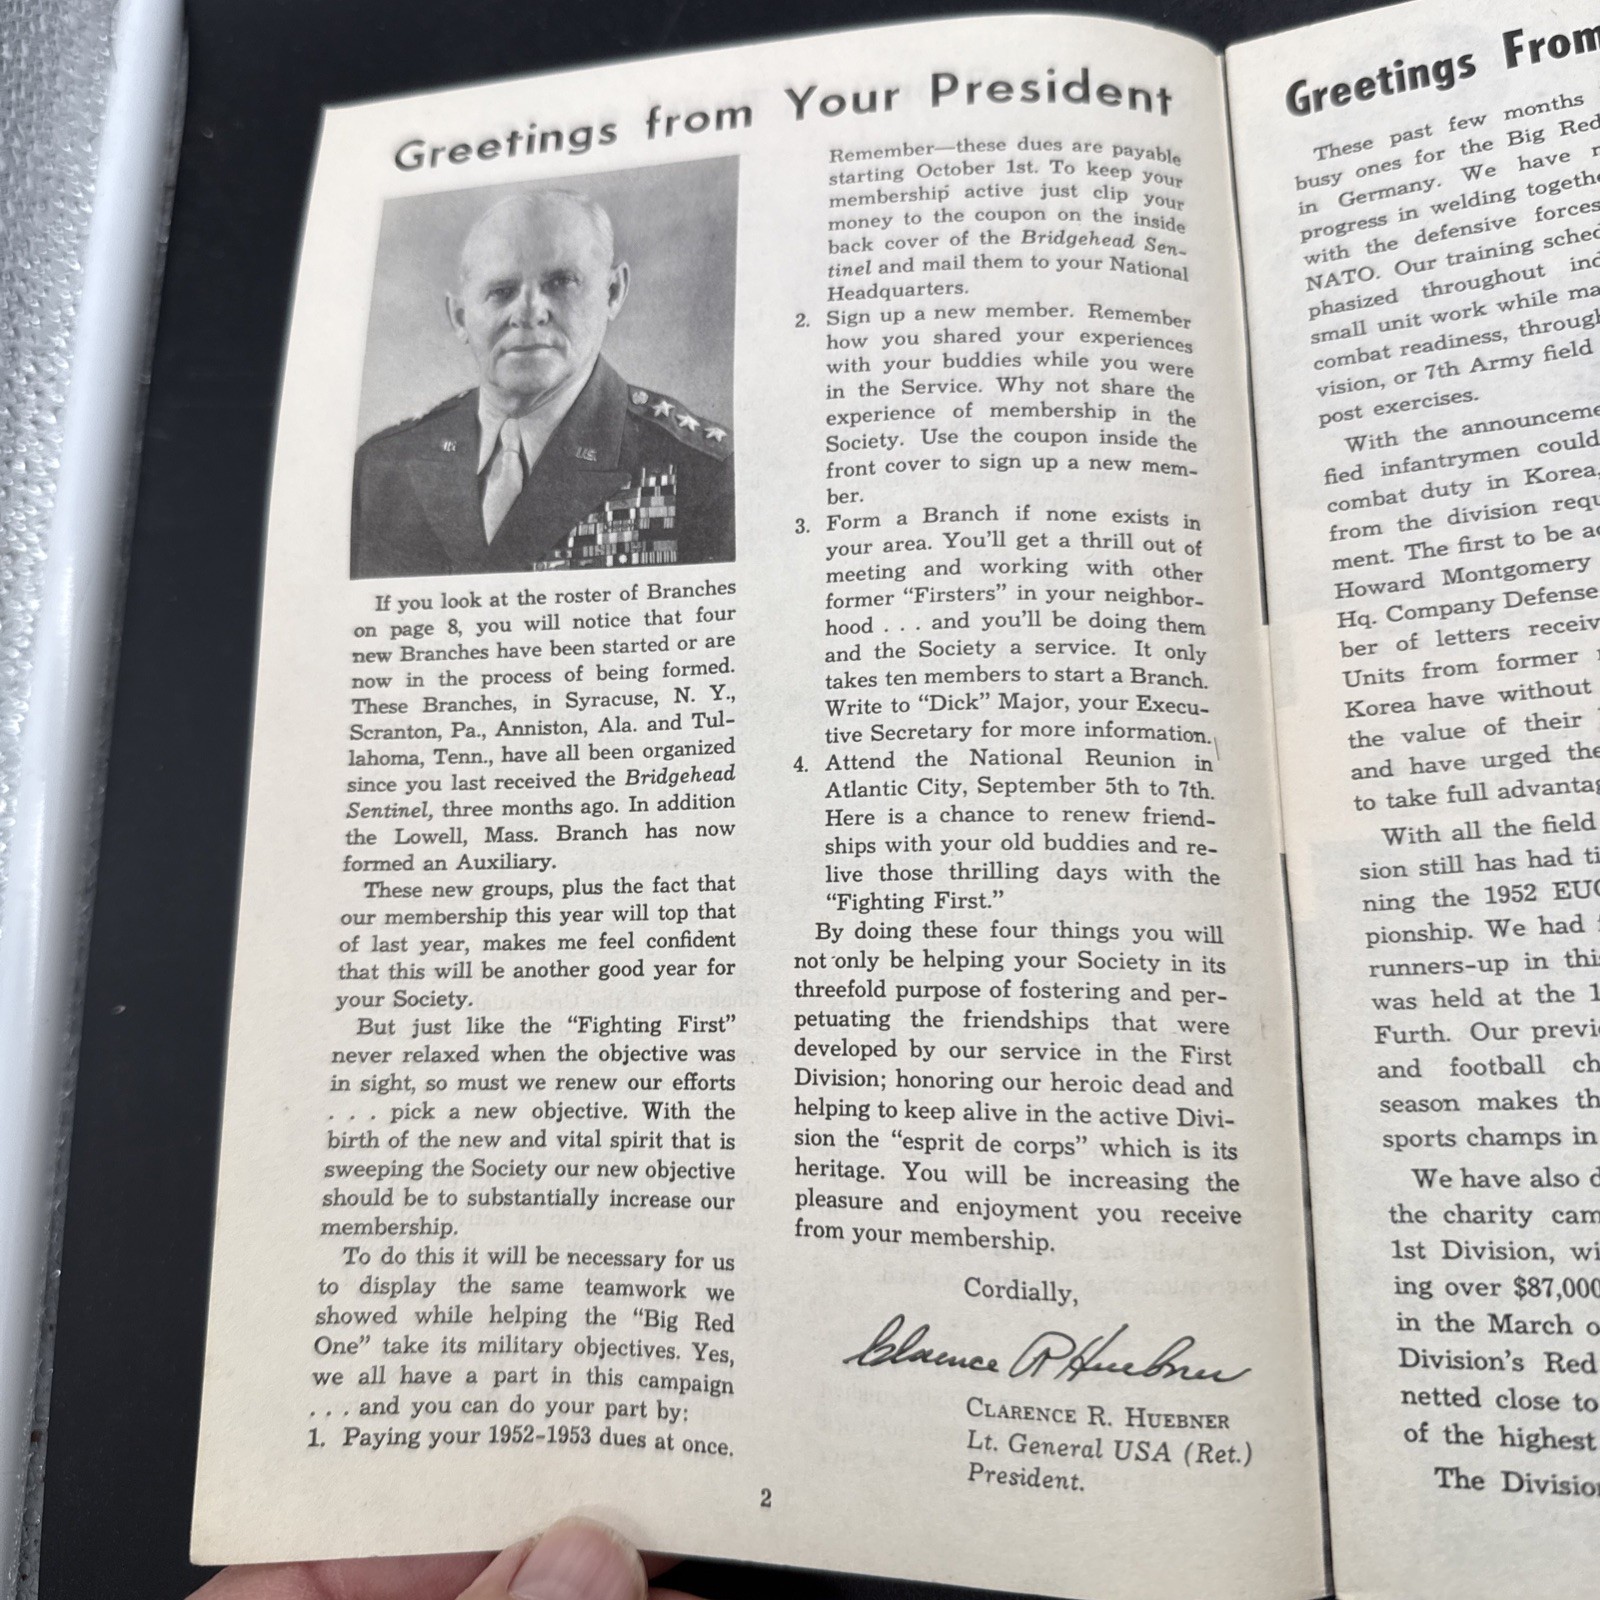 Greetings from Your President
If you look at the roster of Branches
on page 8, you will notice that four
new Branches have been started or are
now in the process of being formed.
These Branches, in Syracuse, N. Y.,
Scranton, Pa., Anniston, Ala. and Tul-
lahoma, Tenn., have all been organized
since you last received the Bridgehead
Sentinel, three months ago. In addition
the Lowell, Mass. Branch has now
formed an Auxiliary.
These new groups, plus the fact that
our membership this year will top that
of last year, makes me feel confident
that this will be another good year for
your Society.
But just like the “Fighting First”
never relaxed when the objective was
in sight, so must we renew our efforts
. . . pick a new objective. With the
birth of the new and vital spirit that is
sweeping the Society our new objective
should be to substantially increase our
membership.
To do this it will be necessary for us
to display the same teamwork we
showed while helping the “Big Red
One” take its military objectives. Yes,
we all have a part in this campaign
. . . and you can do your part by:
1. Paying your 1952-1953 dues at once.
Remember—these dues are payable
starting October 1st. To keep your
membership active just clip your
money to the coupon on the inside
back cover of the Bridgehead Sen-
tinel and mail them to your National
Headquarters.
2. Sign up a new member. Remember
how you shared your experiences
with your buddies while you were
in the Service. Why not share the
experience of membership in the
Society. Use the coupon inside the
front cover to sign up a new mem-
ber.
3. Form a Branch if none exists in
your area. You'll get a thrill out of
meeting and working with other
former “Firsters” in your neighbor-
hood . . . and you'll be doing them
and the Society a service. It only
takes ten members to start a Branch.
Write to “Dick” Major, your Execu-
tive Secretary for more information.
4. Attend the National Reunion in
Atlantic City, September 5th to 7th.
Here is a chance to renew friend-
ships with your old buddies and re-
live those thrilling days with the
“Fighting First.”
By doing these four things you will
not only be helping your Society in its
threefold purpose of fostering and per-
petuating the friendships that were
developed by our service in the First
Division; honoring our heroic dead and
helping to keep alive in the active Divi-
sion the “esprit de corps” which is its
heritage. You will be increasing the
pleasure and enjoyment you receive
from your membership.
Cordially,
Clarence R Huebner
CLARENCE R. HUEBNER
Lt. General USA (Ret.)
President.
2
Greetings From
These past few months
busy ones for the Big Red
in Germany. We have
progress in welding
with the defensive forces
NATO. Our training
phasized throughout
small unit work while
combat readiness,
vision, or 7th Army field
post exercises.
With the
fied infantrymen could
combat duty in Korea,
from the division
ment. The first to be
Howard Montgomery
Hq. Company Defense
ber of letters
Units from former
Korea have without
the value of their
and have urged
to take full
With all the field
sion still has had
ning the 1952
pionship. We had
runners-up in
was held at the
Furth. Our
and football
season makes
sports champs in
We have also
the charity
1st Division,
ing over $87,000
in the March
Division's Red
netted close to
of the highest
The